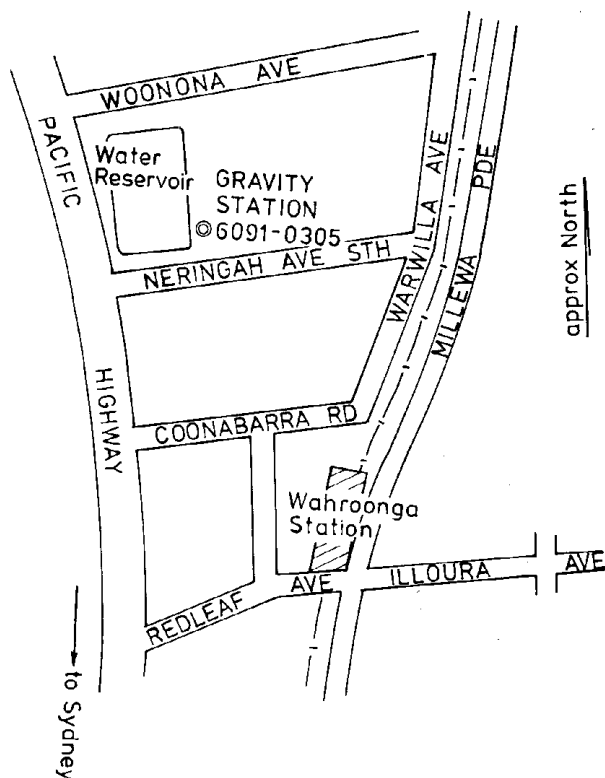 WOONONA AVE
PACIFIC
HIGHWAY
Water
Reservoir
GRAVITY
STATION
6091-0305
NERINGAH AVE STH
WARWILLA AVE
MILLEWA PDE
approx North
COONABARRA RD
Wahroonga
Station
REDLEAF AVE
ILLOURA AVE
to Sydney